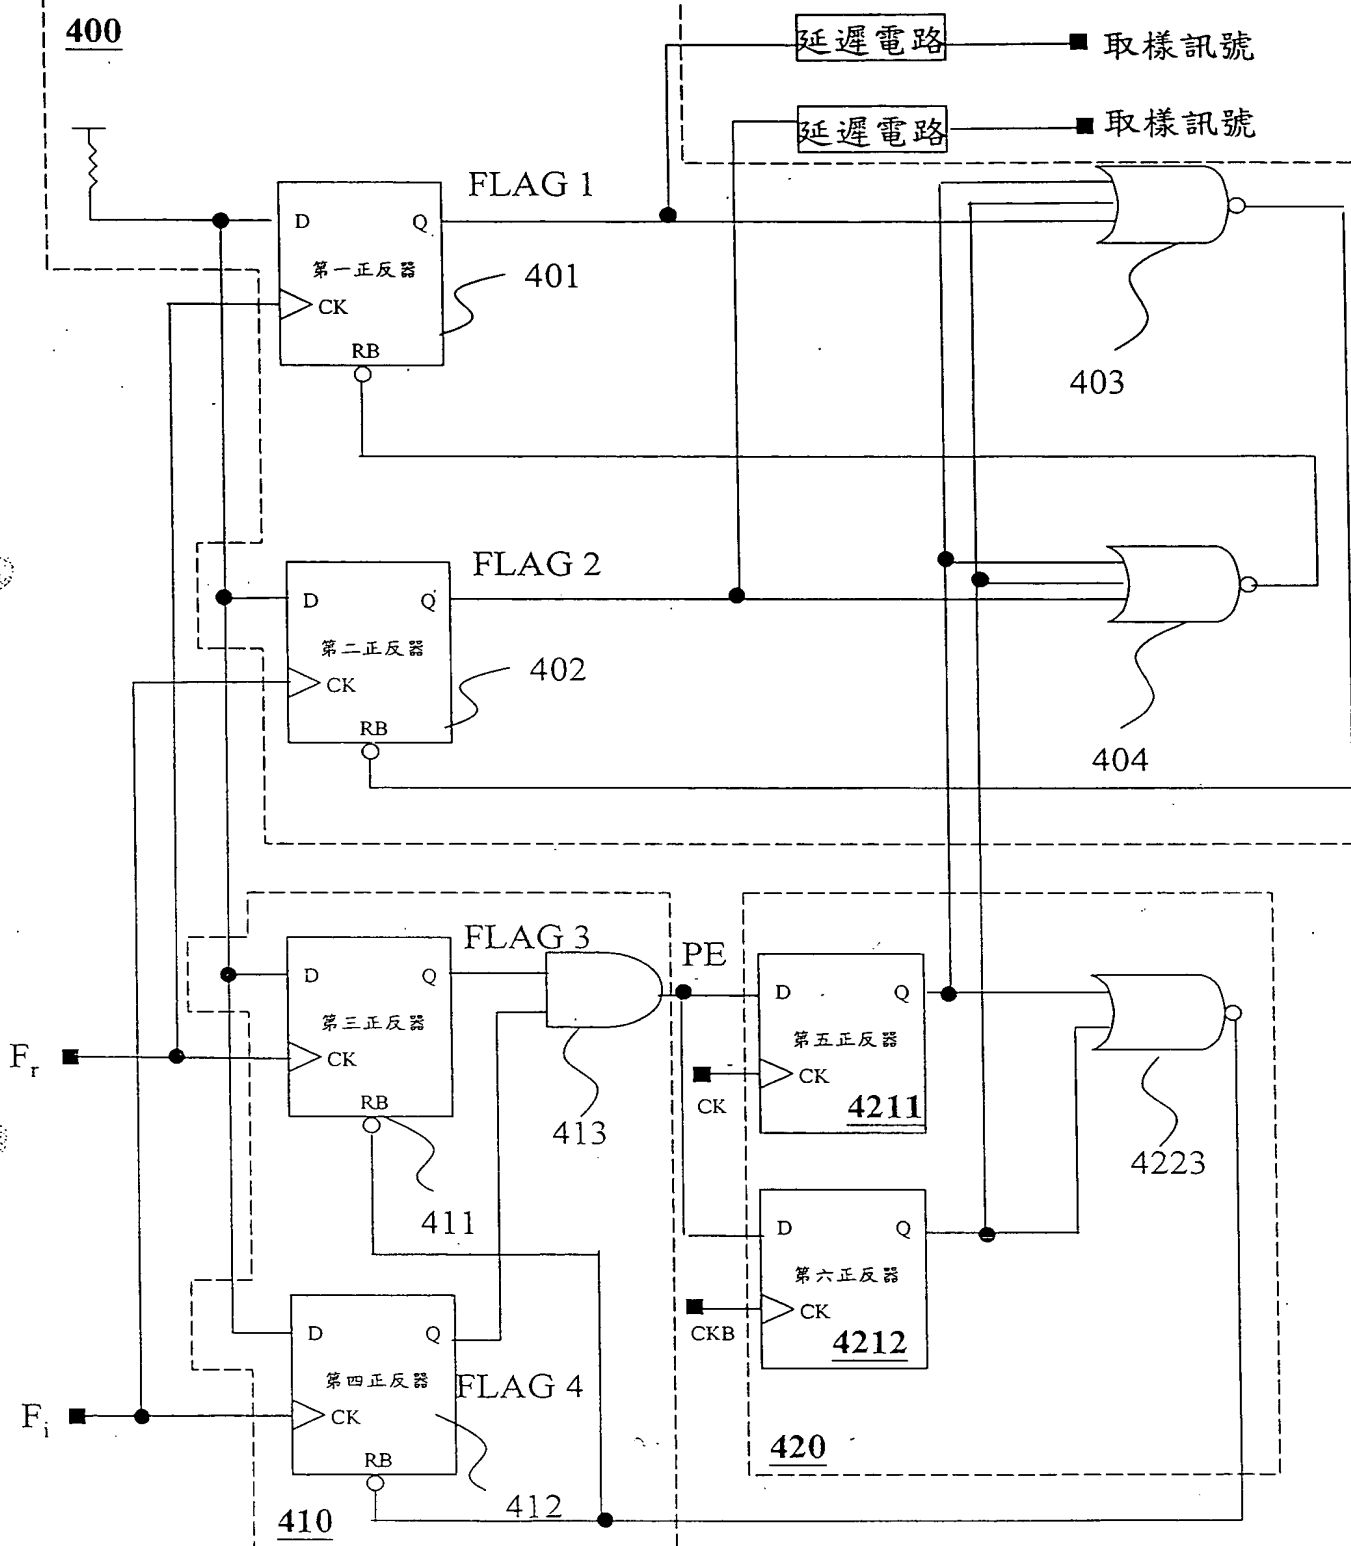 400
延遲電路 取樣訊號
延遲電路 取樣訊號
FLAG 1
D Q
第一正反器
401
CK
RB
403
FLAG 2
D Q
第二正反器
402
CK
RB
404
FLAG 3
PE
D Q
第三正反器
CK
RB
411
413
D Q
第五正反器
CK
CK
4211
4223
Fr
D Q
第六正反器
CK
CKB
4212
D Q
第四正反器
FLAG 4
CK
RB
412
Fi
410
420